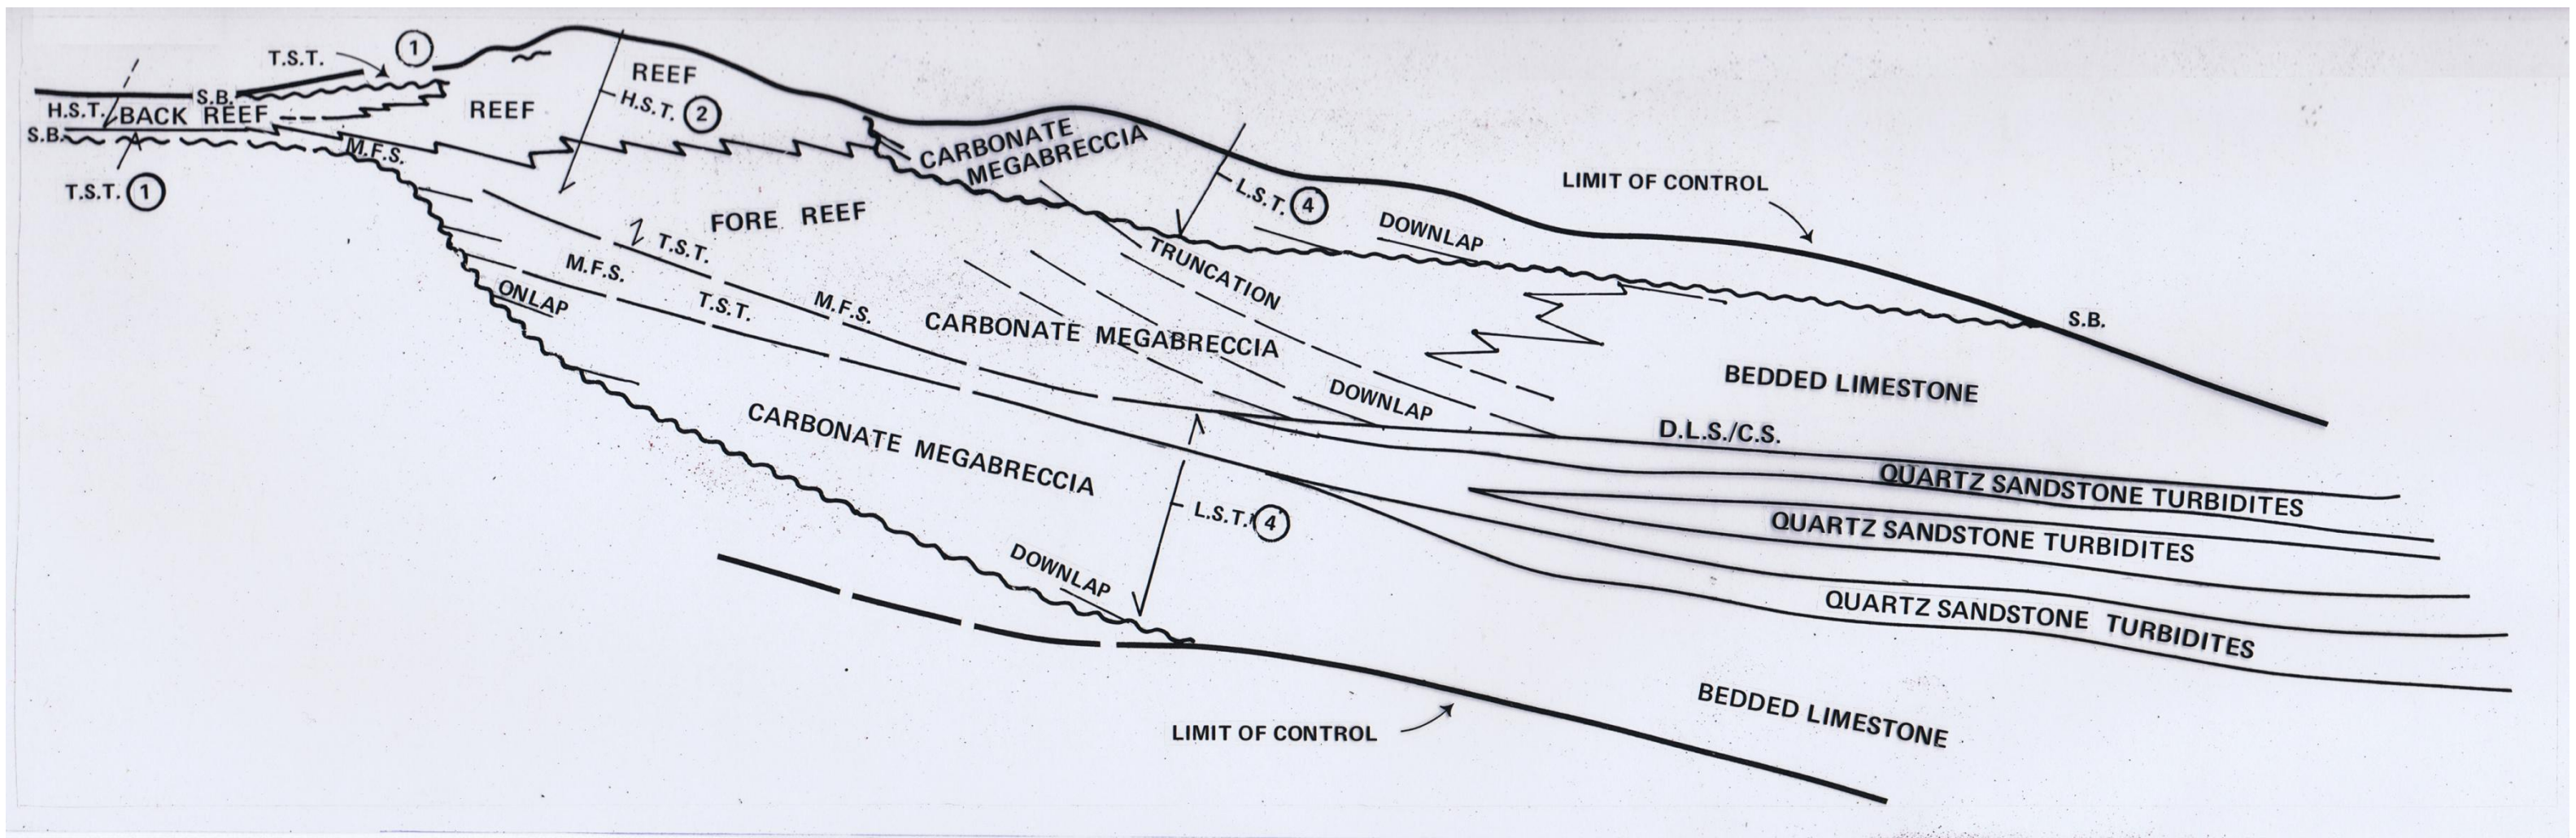 T.S.T. 1
REEF
H.S.T. 2
S.B.
H.S.T. BACK REEF
REEF
S.B.
M.F.S.
T.S.T. 1
CARBONATE
MEGABRECCIA
L.S.T. 4
LIMIT OF CONTROL
FORE REEF
DOWNLAP
T.S.T.
TRUNCATION
M.F.S.
ONLAP
T.S.T.
M.F.S.
S.B.
CARBONATE MEGABRECCIA
BEDDED LIMESTONE
DOWNLAP
D.L.S./C.S.
CARBONATE MEGABRECCIA
QUARTZ SANDSTONE TURBIDITES
L.S.T. 4
QUARTZ SANDSTONE TURBIDITES
DOWNLAP
QUARTZ SANDSTONE TURBIDITES
BEDDED LIMESTONE
LIMIT OF CONTROL